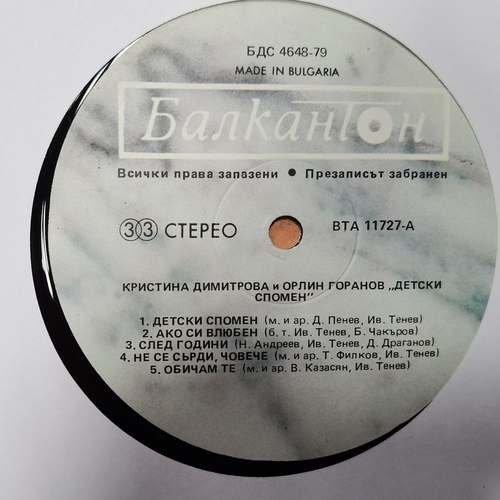 БДС 4648-79
MADE IN BULGARIA
Балкантон
Всички права запазени • Презаписът забранен
33 СТЕРЕО
ВТА 11727-А
КРИСТИНА ДИМИТРОВА и ОРЛИН ГОРАНОВ „ДЕТСКИ
СПОМЕН"
1. ДЕТСКИ СПОМЕН (м. и ар. Д. Пенев, Ив. Тенев)
2. АКО СИ ВЛЮБЕН (б. т. Ив. Тенев, Б. Чакъров)
3. СЛЕД ГОДИНИ (Н. Андреев, Ив. Тенев, Д. Драганов)
4. НЕ СЕ СЪРДИ, ЧОВЕЧЕ (м. и ар. Т. Филков, Ив. Тенев)
5. ОБИЧАМ ТЕ (м. и ар. В. Казасян, Ив. Тенев)